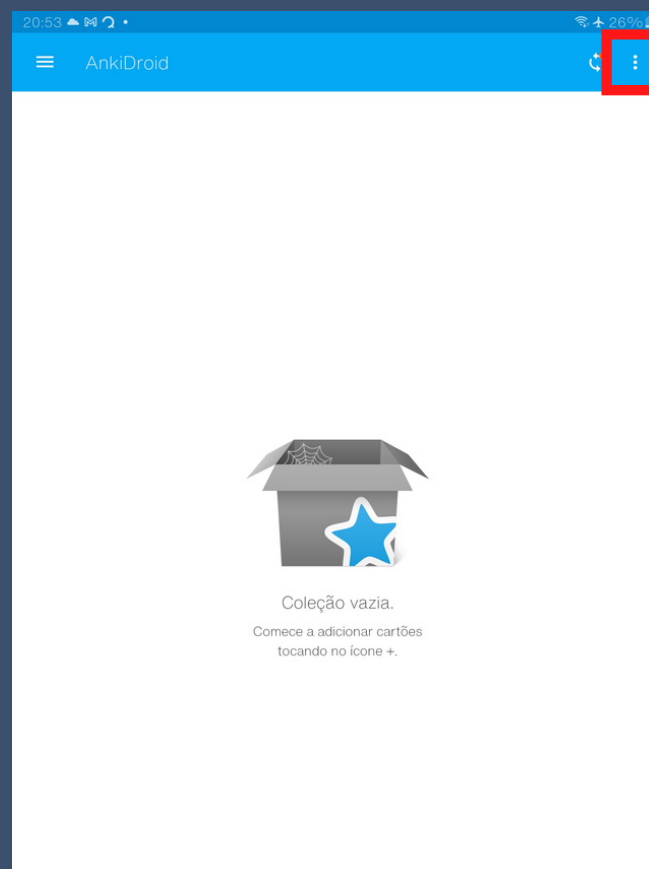 20:53
26%
AnkiDroid
Coleção vazia.
Comece a adicionar cartões
tocando no ícone +.